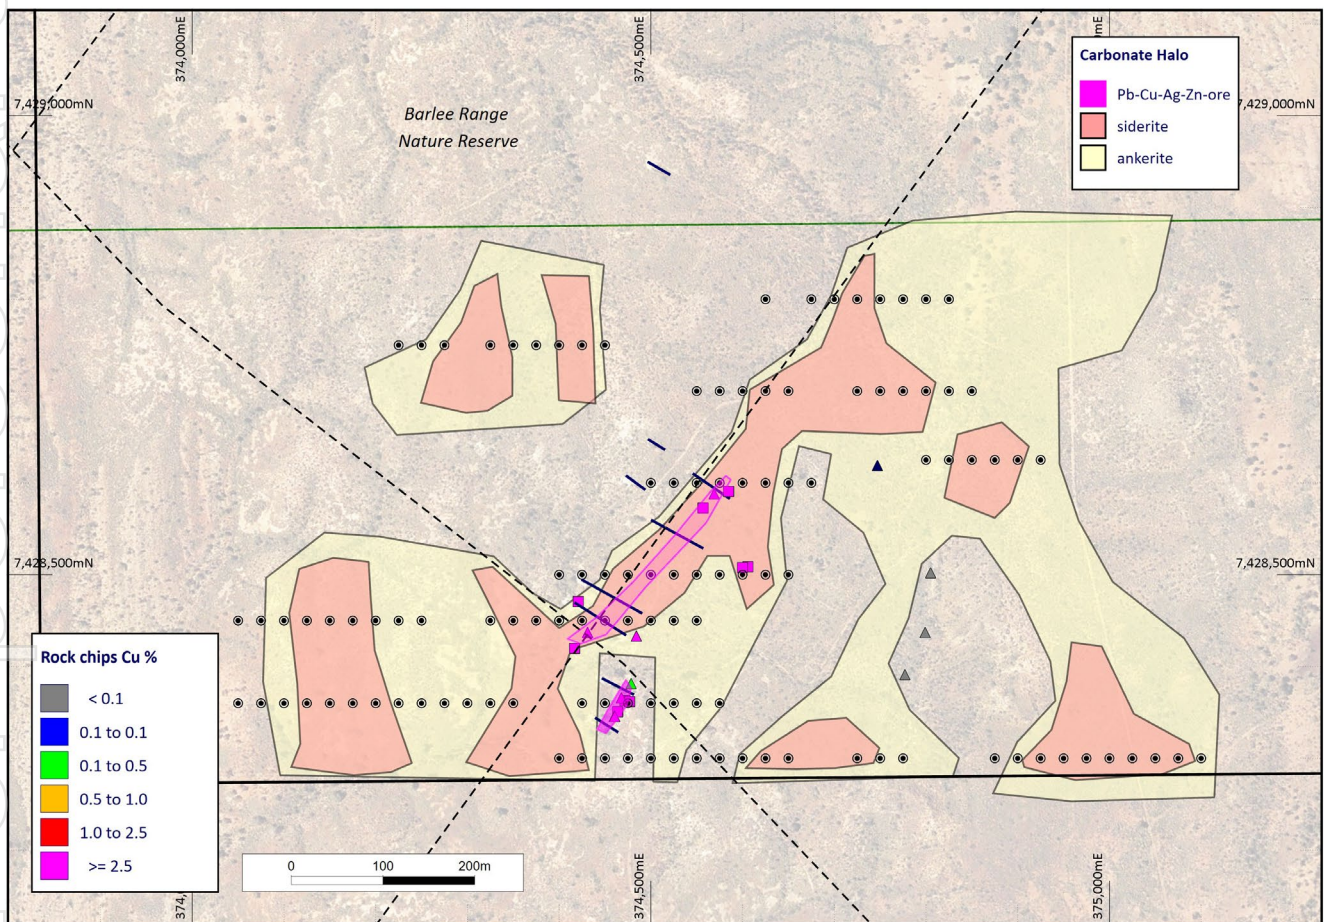 374,000mE
374,500mE
mE
Carbonate Halo
Pb-Cu-Ag-Zn-ore
siderite
ankerite
7,429,000mN
7,429,000mN
Barlee Range
Nature Reserve
7,428,500mN
7,428,500mN
Rock chips Cu %
< 0.1
0.1 to 0.1
0.1 to 0.5
0.5 to 1.0
1.0 to 2.5
>= 2.5
0 100 200m
374,
374,500mE
375,000mE